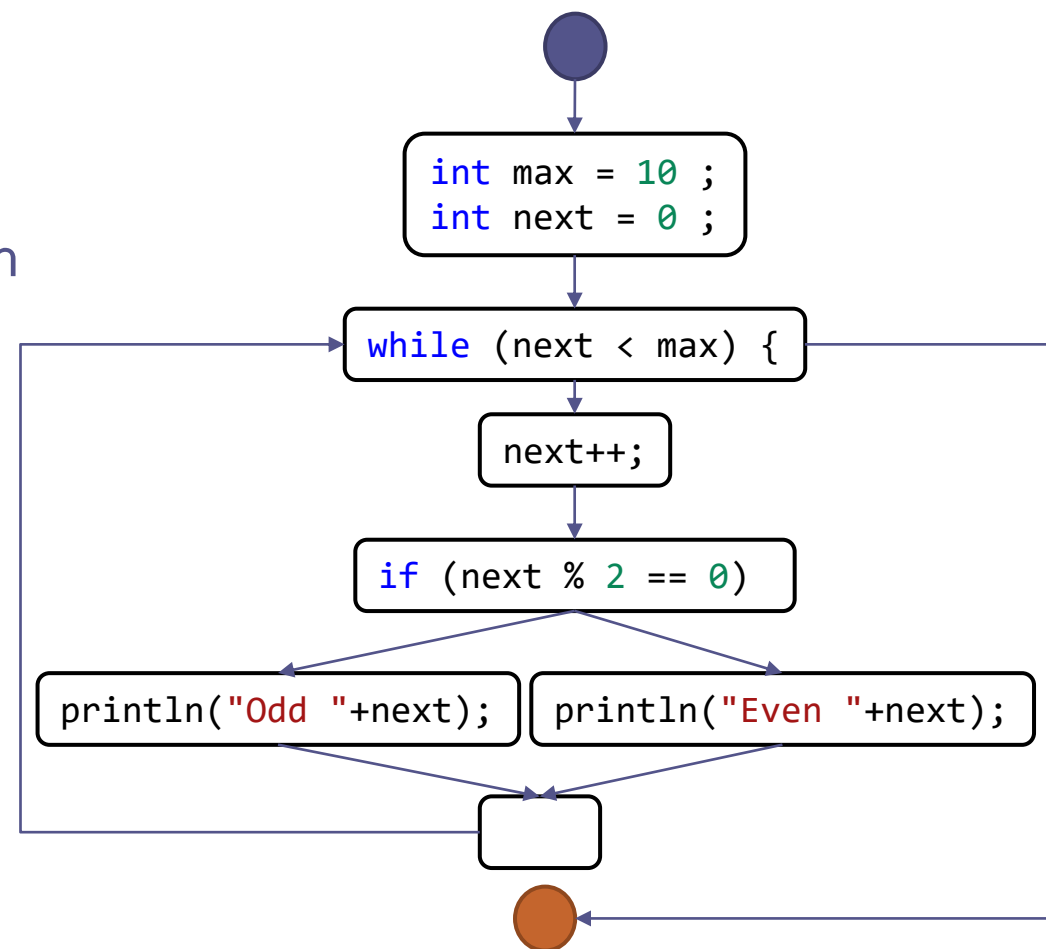 int max = 10 ;
int next = 0 ;
while (next < max) {
next++;
if (next % 2 == 0)
println("Odd "+next);
println("Even "+next);